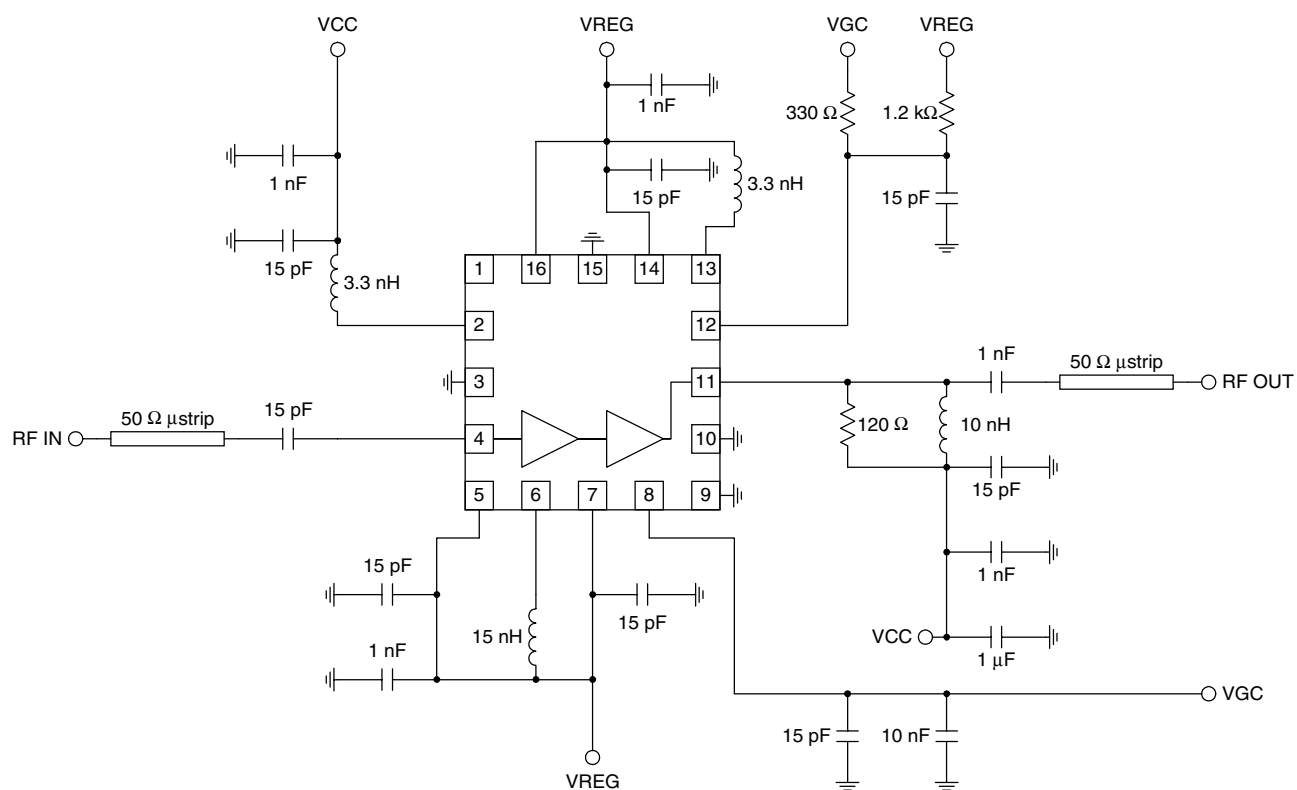 VCC
VREG
VGC
VREG
1 nF
330 Ω
1.2 kΩ
1 nF
15 pF
3.3 nH
15 pF
15 pF
3.3 nH
1
16
15
14
13
2
12
3
11
1 nF
50 Ω μstrip
RF OUT
RF IN
50 Ω μstrip
15 pF
4
10
120 Ω
10 nH
15 pF
5
6
7
8
9
15 pF
1 nF
15 nH
15 pF
1 nF
VCC
1 μF
VGC
15 pF
10 nF
VREG